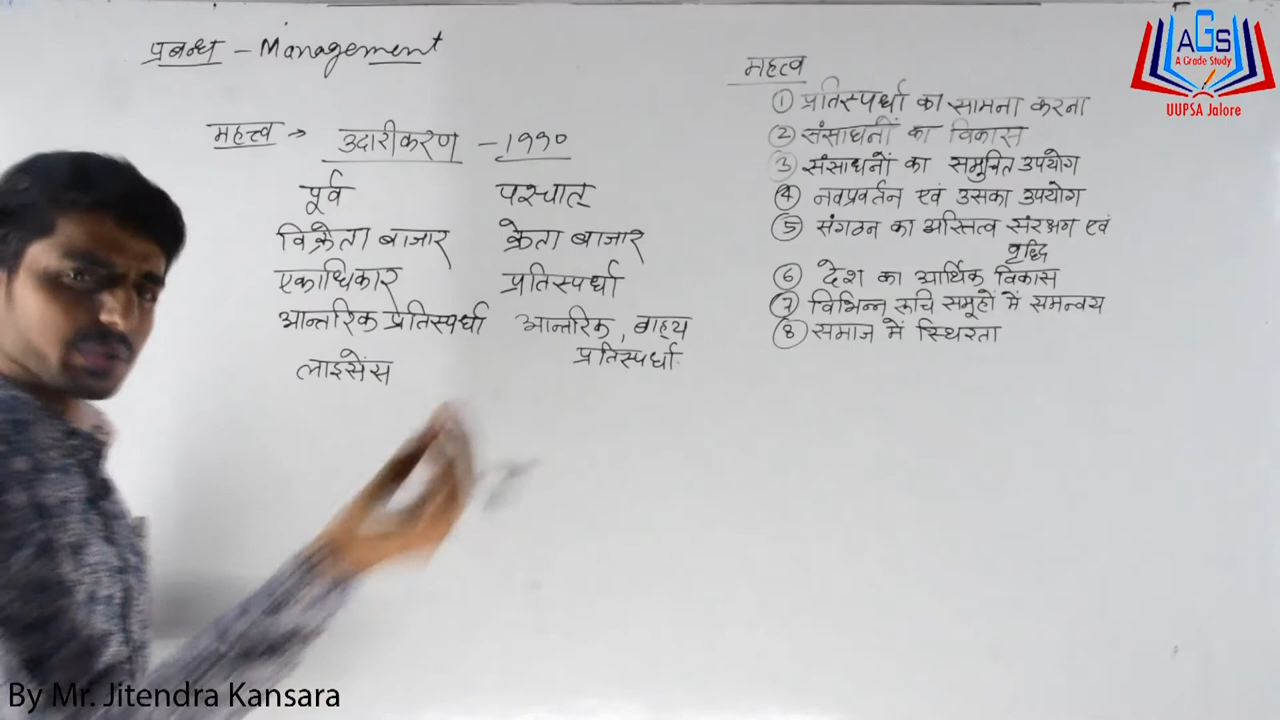 प्रबन्ध – Management
महत्त्व → उदारीकरण – १९९०
पूर्व पश्चात्
विक्रेता बाजार क्रेता बाजार
एकाधिकार प्रतिस्पर्धा
आन्तरिक प्रतिस्पर्धा आन्तरिक, बाह्य
प्रतिस्पर्धा
लाइसेंस
महत्व
① प्रतिस्पर्धा का सामना करना
② संसाधनों का विकास
③ संसाधनों का समुचित उपयोग
④ नवप्रवर्तन एवं उसका उपयोग
⑤ संगठन का अस्तित्व संरक्षण एवं
वृद्धि
⑥ देश का आर्थिक विकास
⑦ विभिन्न रूचि समूहों में समन्वय
⑧ समाज में स्थिरता
AGS
A Grade Study
UUPSA Jalore
By Mr. Jitendra Kansara